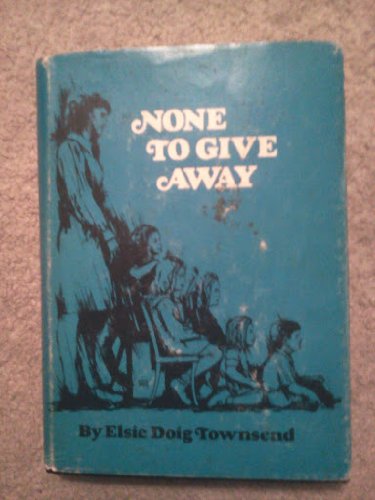 NONE
TO GIVE
AWAY
By Elsie Doig Townsend